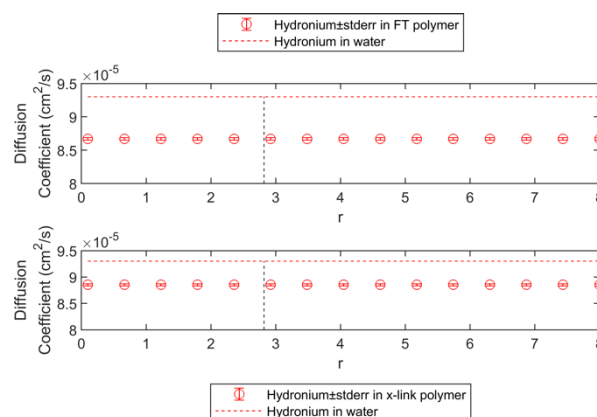 Hydronium±stderr in FT polymer
Hydronium in water
×10⁻⁵
Diffusion
Coefficient (cm²/s)
9.5
9
8.5
8
0 1 2 3 4 5 6 7 8
r
×10⁻⁵
Diffusion
Coefficient (cm²/s)
9.5
9
8.5
8
0 1 2 3 4 5 6 7 8
r
Hydronium±stderr in x-link polymer
Hydronium in water